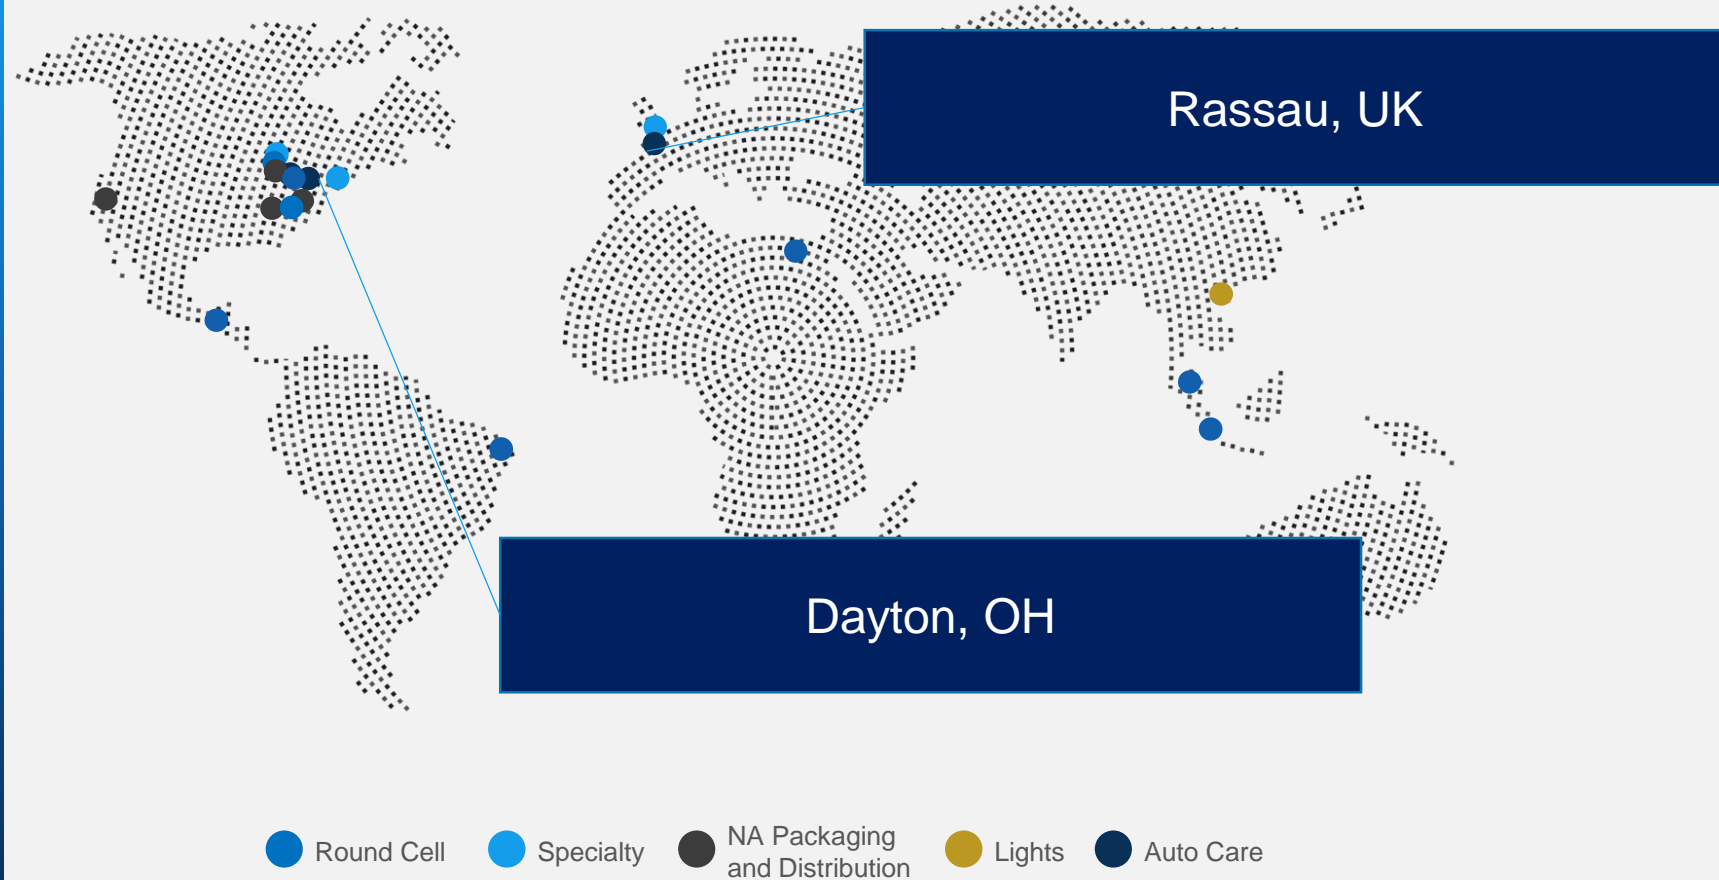 Rassau, UK
Dayton, OH
Round Cell
Specialty
NA Packaging
and Distribution
Lights
Auto Care